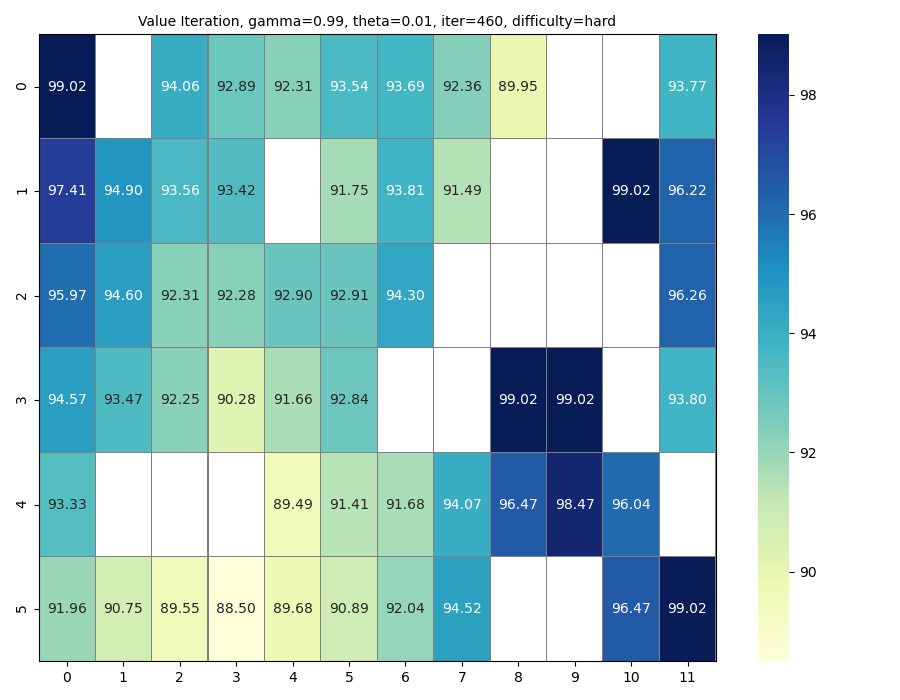 Value Iteration, gamma=0.99, theta=0.01, iter=460, difficulty=hard
0 99.02 94.06 92.89 92.31 93.54 93.69 92.36 89.95 93.77
1 97.41 94.90 93.56 93.42 91.75 93.81 91.49 99.02 96.22
2 95.97 94.60 92.31 92.28 92.90 92.91 94.30 96.26
3 94.57 93.47 92.25 90.28 91.66 92.84 99.02 99.02 93.80
4 93.33 89.49 91.41 91.68 94.07 96.47 98.47 96.04
5 91.96 90.75 89.55 88.50 89.68 90.89 92.04 94.52 96.47 99.02
0 1 2 3 4 5 6 7 8 9 10 11
98
96
94
92
90